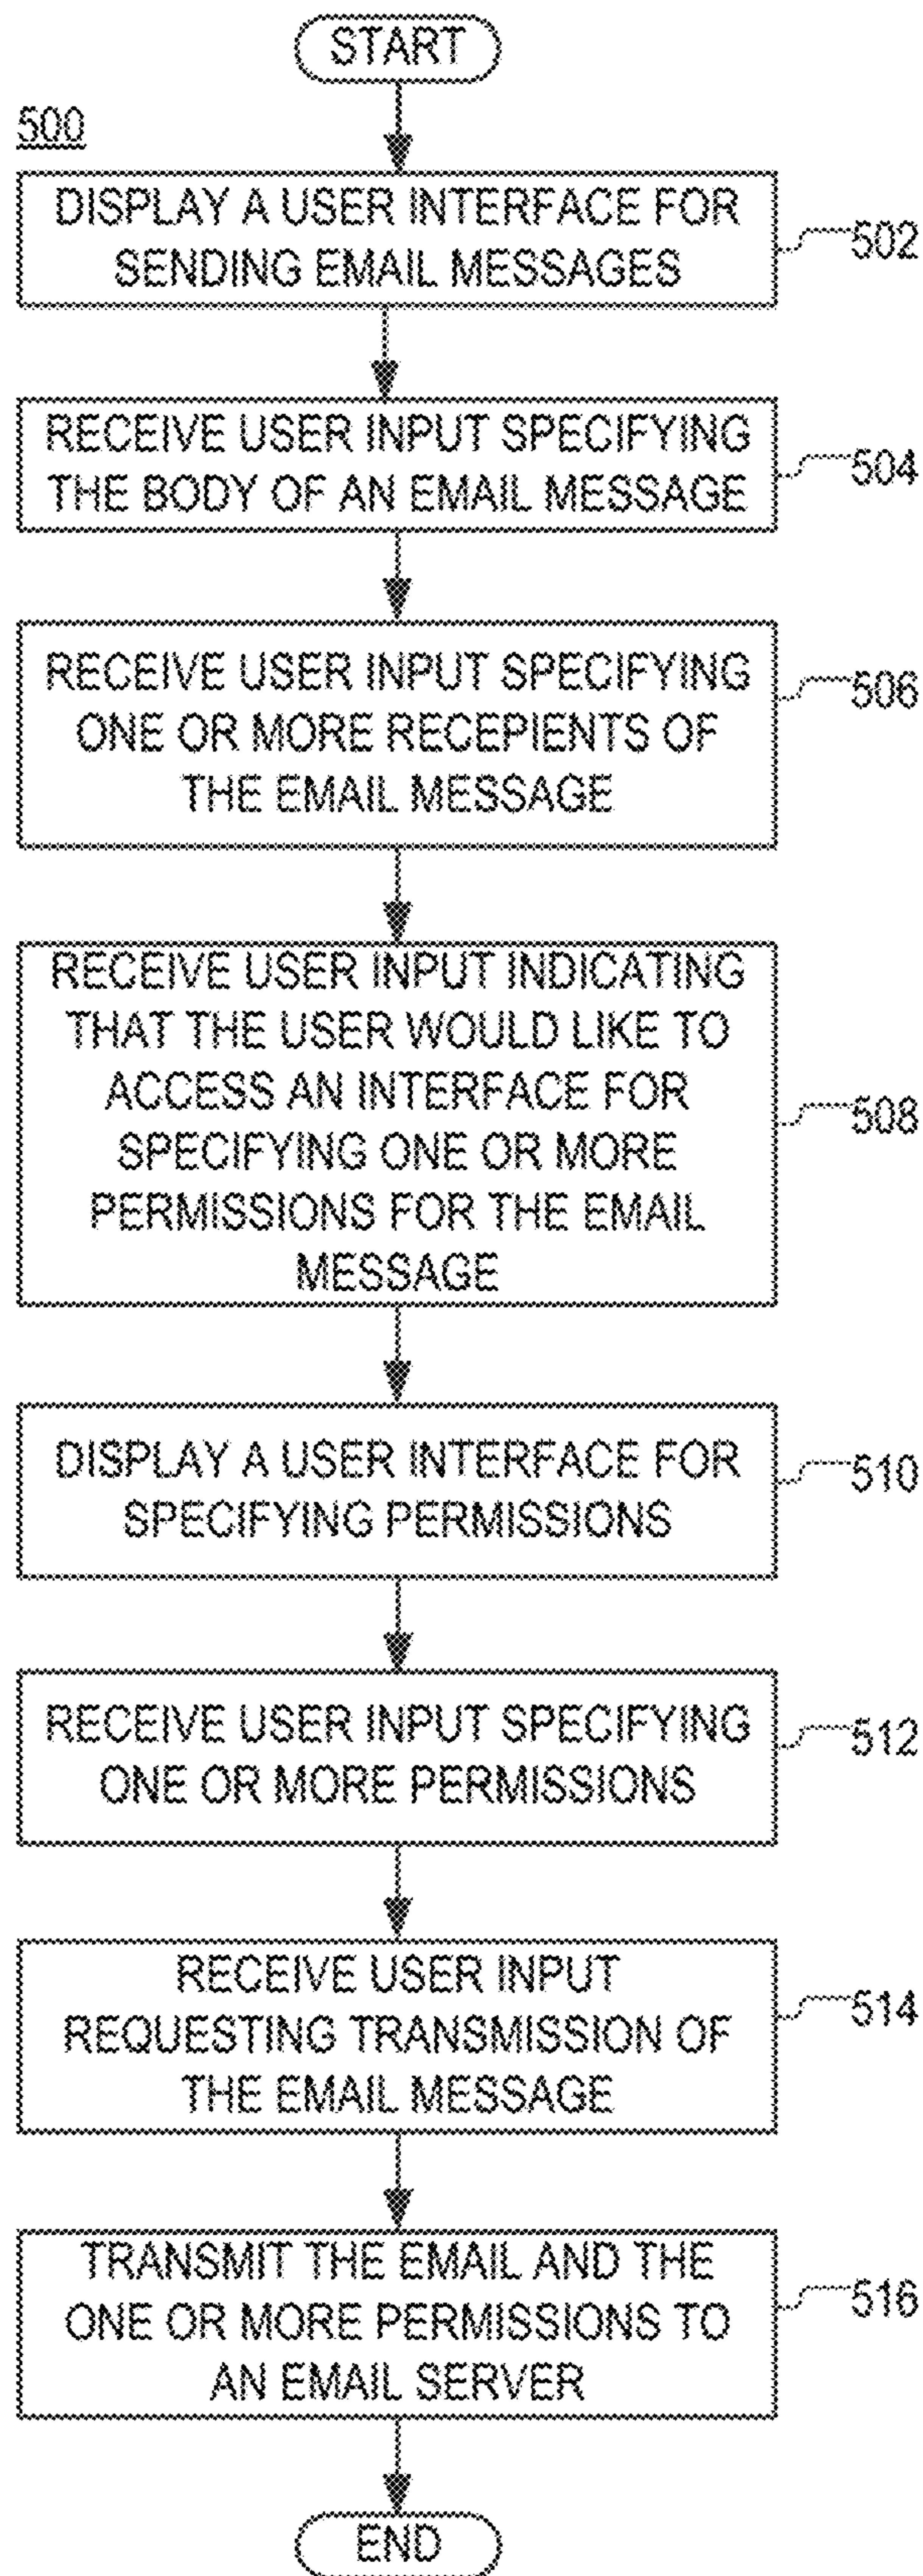 START
500
DISPLAY A USER INTERFACE FOR
SENDING EMAIL MESSAGES
502
RECEIVE USER INPUT SPECIFYING
THE BODY OF AN EMAIL MESSAGE
504
RECEIVE USER INPUT SPECIFYING
ONE OR MORE RECEPIENTS OF
THE EMAIL MESSAGE
506
RECEIVE USER INPUT INDICATING
THAT THE USER WOULD LIKE TO
ACCESS AN INTERFACE FOR
SPECIFYING ONE OR MORE
PERMISSIONS FOR THE EMAIL
MESSAGE
508
DISPLAY A USER INTERFACE FOR
SPECIFYING PERMISSIONS
510
RECEIVE USER INPUT SPECIFYING
ONE OR MORE PERMISSIONS
512
RECEIVE USER INPUT
REQUESTING TRANSMISSION OF
THE EMAIL MESSAGE
514
TRANSMIT THE EMAIL AND THE
ONE OR MORE PERMISSIONS TO
AN EMAIL SERVER
516
END